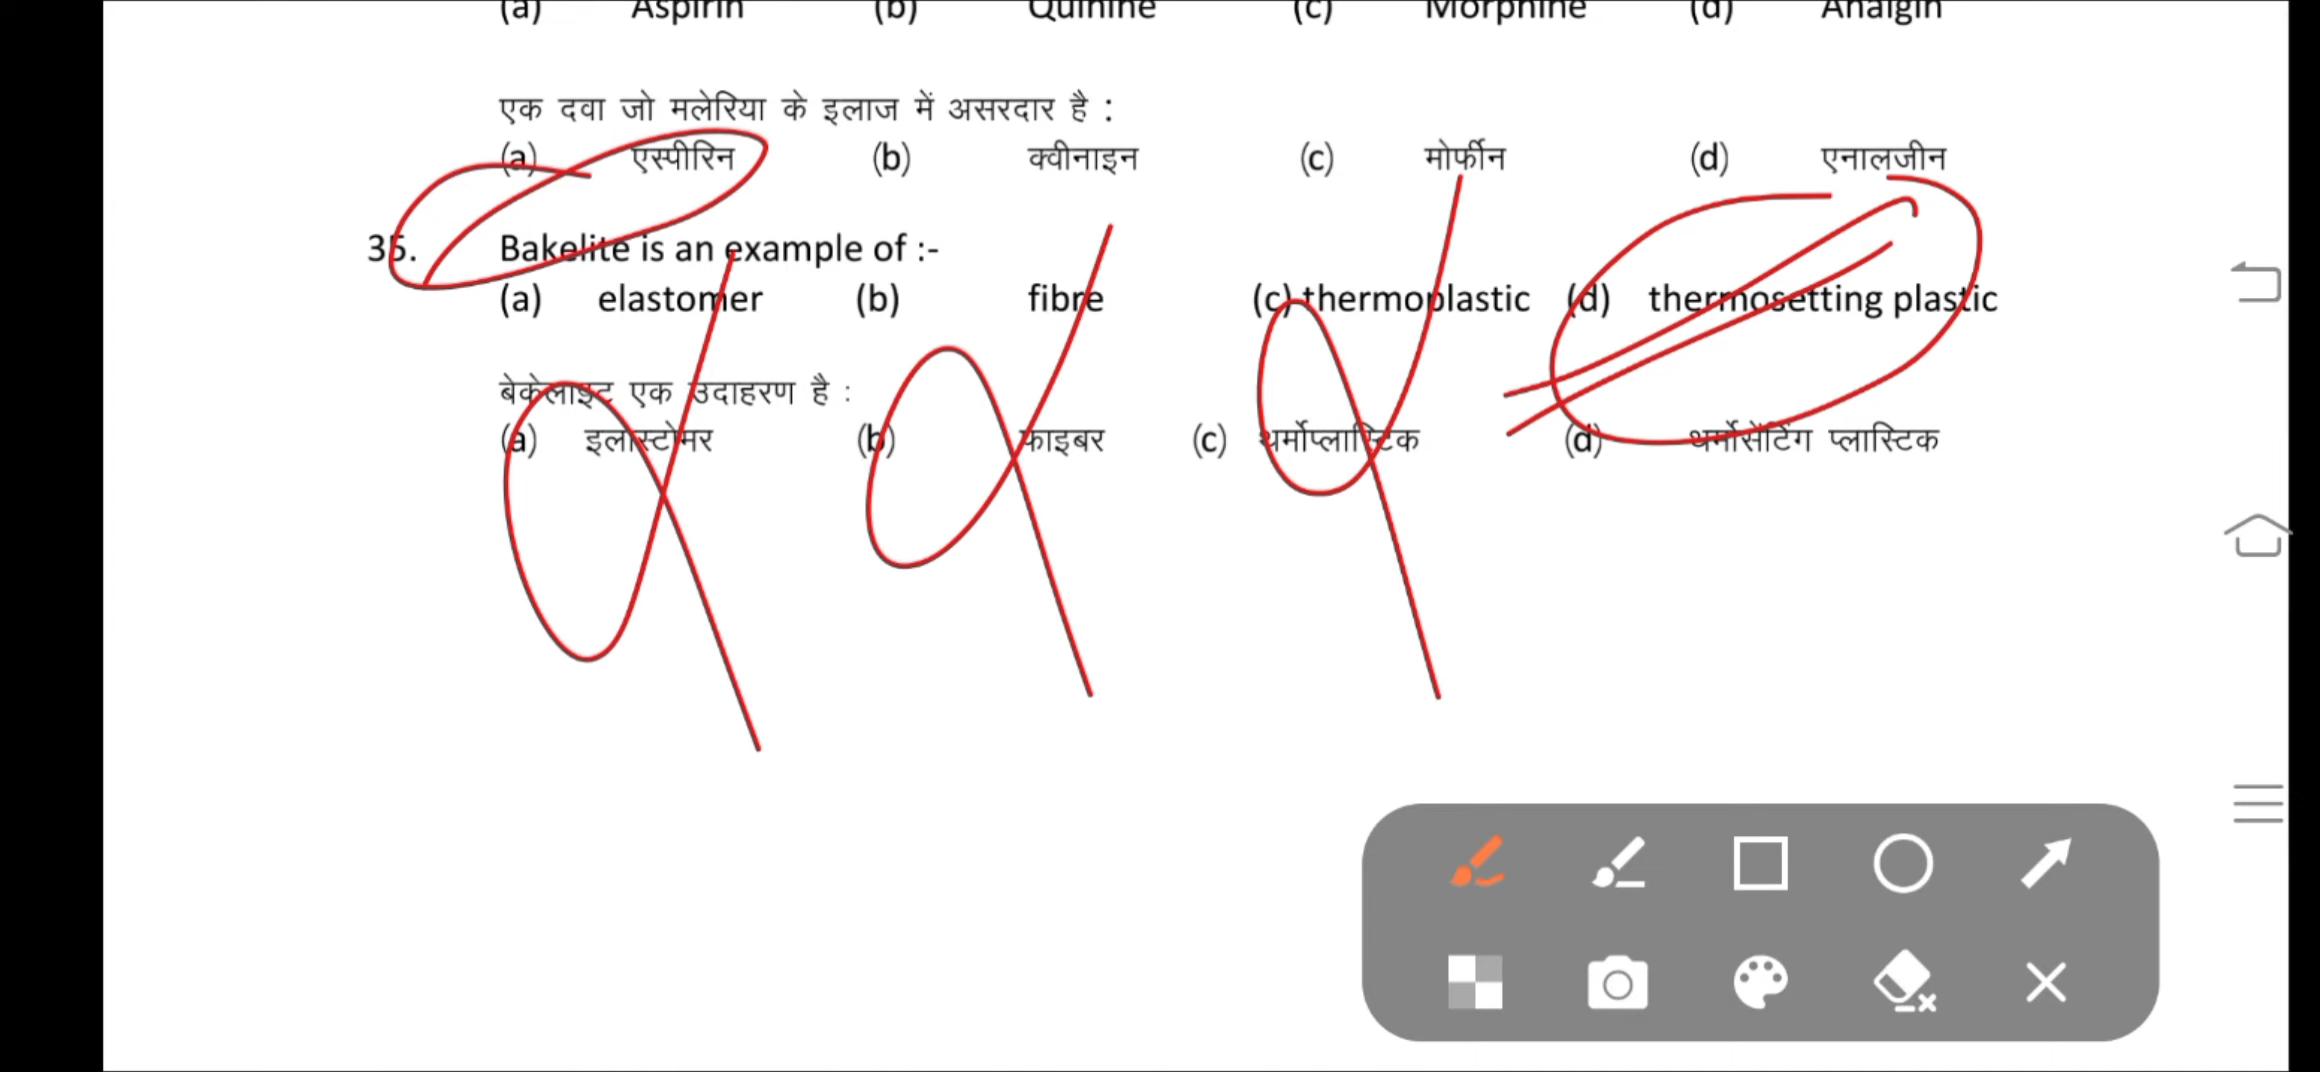 (a) Aspirin (b) Quinine (c) Morphine (d) Analgin
एक दवा जो मलेरिया के इलाज में असरदार है :
(a) एस्पीरिन (b) क्वीनाइन (c) मोर्फीन (d) एनालजीन
35. Bakelite is an example of :-
(a) elastomer (b) fibre (c) thermoplastic (d) thermosetting plastic
बेकेलाइट एक उदाहरण है :
(a) इलास्टोमर (b) फाइबर (c) थर्मोप्लास्टिक (d) थर्मोसेटिंग प्लास्टिक